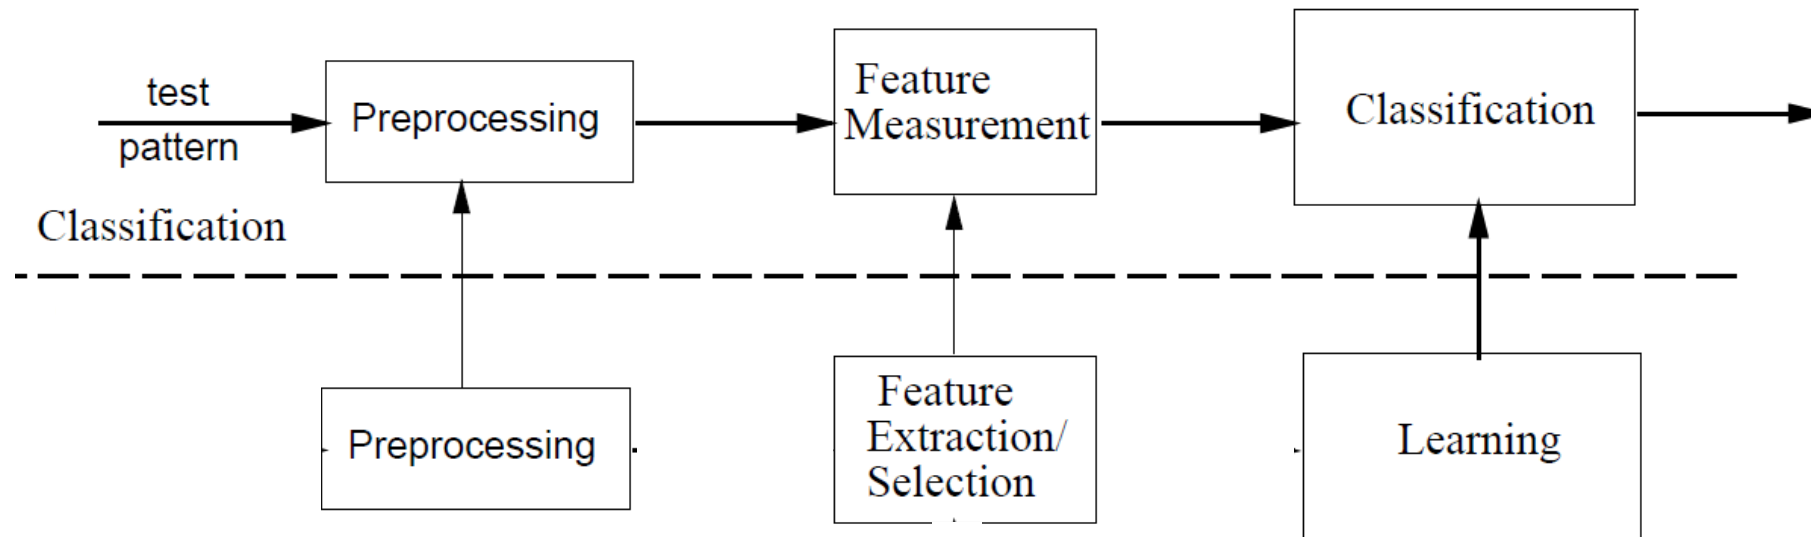 test
pattern
Preprocessing
Feature
Measurement
Classification
Classification
Preprocessing
Feature
Extraction/
Selection
Learning